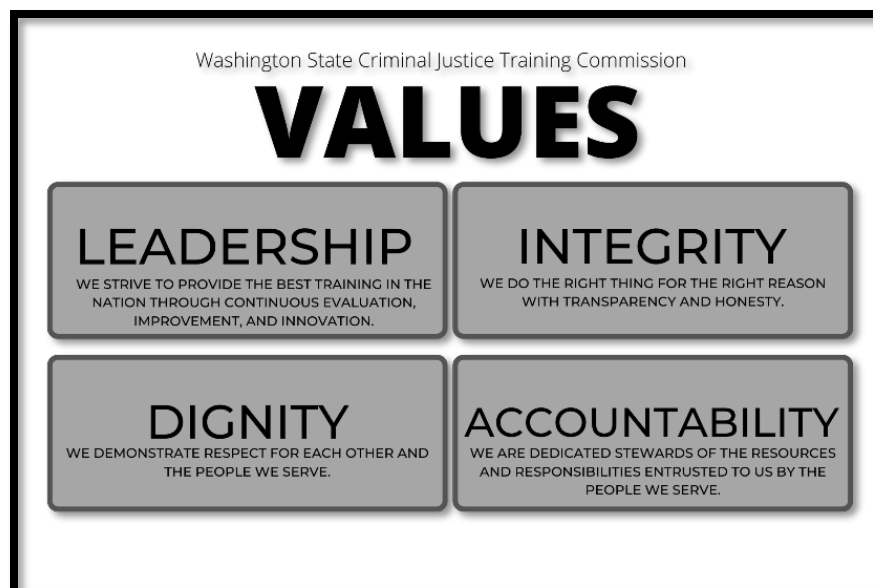 Washington State Criminal Justice Training Commission
VALUES
LEADERSHIP
WE STRIVE TO PROVIDE THE BEST TRAINING IN THE
NATION THROUGH CONTINUOUS EVALUATION,
IMPROVEMENT, AND INNOVATION.
INTEGRITY
WE DO THE RIGHT THING FOR THE RIGHT REASON
WITH TRANSPARENCY AND HONESTY.
DIGNITY
WE DEMONSTRATE RESPECT FOR EACH OTHER AND
THE PEOPLE WE SERVE.
ACCOUNTABILITY
WE ARE DEDICATED STEWARDS OF THE RESOURCES
AND RESPONSIBILITIES ENTRUSTED TO US BY THE
PEOPLE WE SERVE.